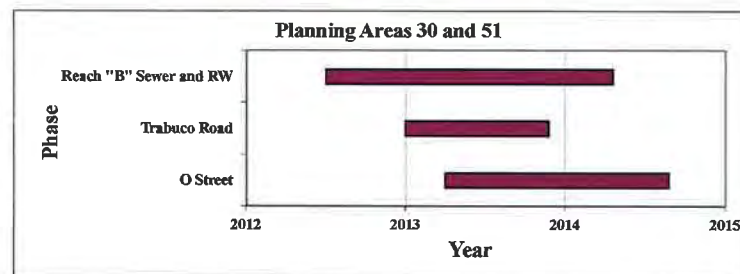 Planning Areas 30 and 51
Phase
Reach "B" Sewer and RW
Trabuco Road
O Street
2012 2013 2014 2015
Year